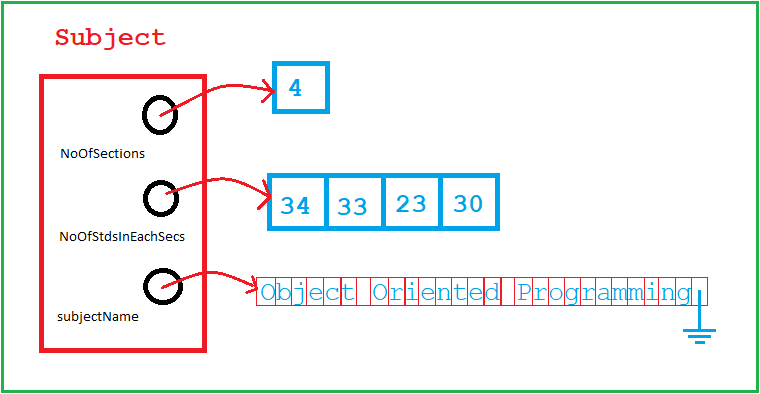 Subject
4
NoOfSections
34 33 23 30
NoOfStdsInEachSecs
Object Oriented Programming
subjectName